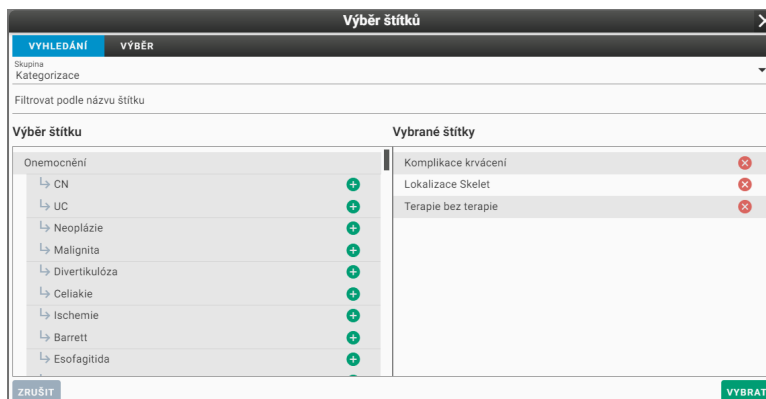 Výběr štítků
VYHLEDÁNÍ VÝBĚR
Skupina
Kategorizace
Filtrovat podle názvu štítku
Výběr štítku
Vybrané štítky
Onemocnění
CN
UC
Neoplázie
Malignita
Divertikulóza
Celiakie
Ischemie
Barrett
Esofagitida
Komplikace krvácení
Lokalizace Skelet
Terapie bez terapie
ZRUŠIT
VYBRAT